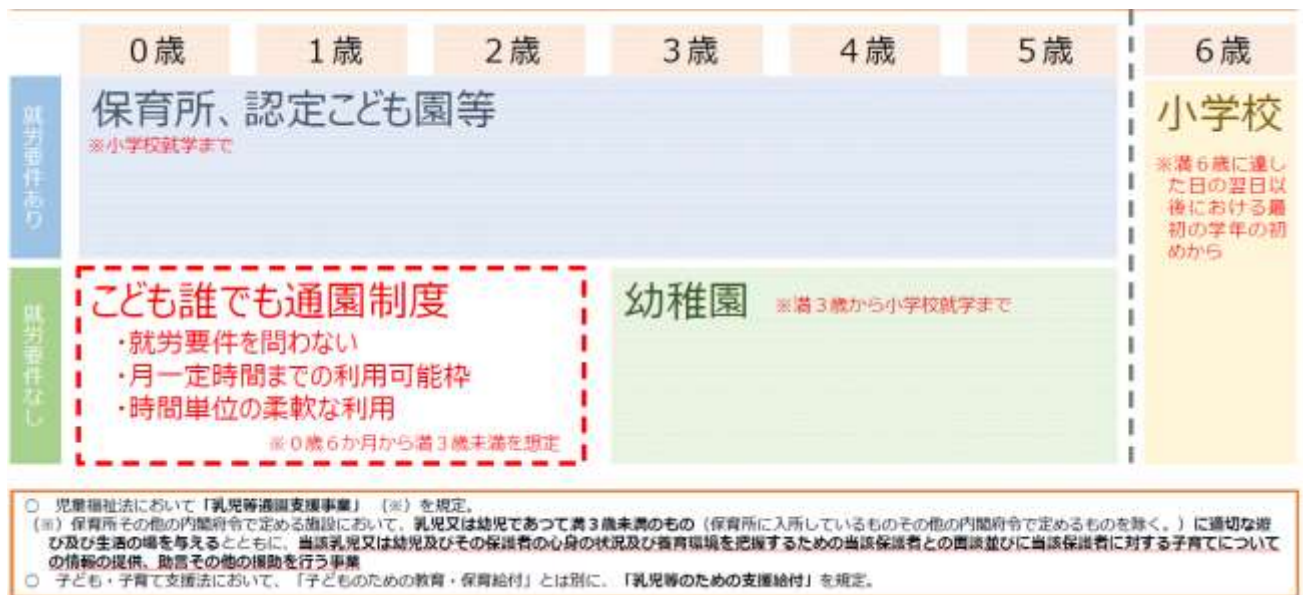 0歳 1歳 2歳 3歳 4歳 5歳 6歳
就労要件あり
保育所、認定こども園等
※小学校就学まで
小学校
※満6歳に達し
た日の翌日以
後における最
初の学年の初
めから
就労要件なし
こども誰でも通園制度
・就労要件を問わない
・月一定時間までの利用可能枠
・時間単位の柔軟な利用
※0歳6か月から満3歳未満を想定
幼稚園 ※満3歳から小学校就学まで
○ 児童福祉法において「乳児等通園支援事業」(※)を規定。
(※)保育所その他の内閣府令で定める施設において、乳児又は幼児であつて満3歳未満のもの(保育所に入所しているものその他の内閣府令で定めるものを除く。)に適切な遊
び及び生活の場を与えるとともに、当該乳児又は幼児及びその保護者の心身の状況及び養育環境を把握するための当該保護者との面談並びに当該保護者に対する子育てについて
の情報の提供、助言その他の援助を行う事業
○ 子ども・子育て支援法において、「子どものための教育・保育給付」とは別に、「乳児等のための支援給付」を規定。